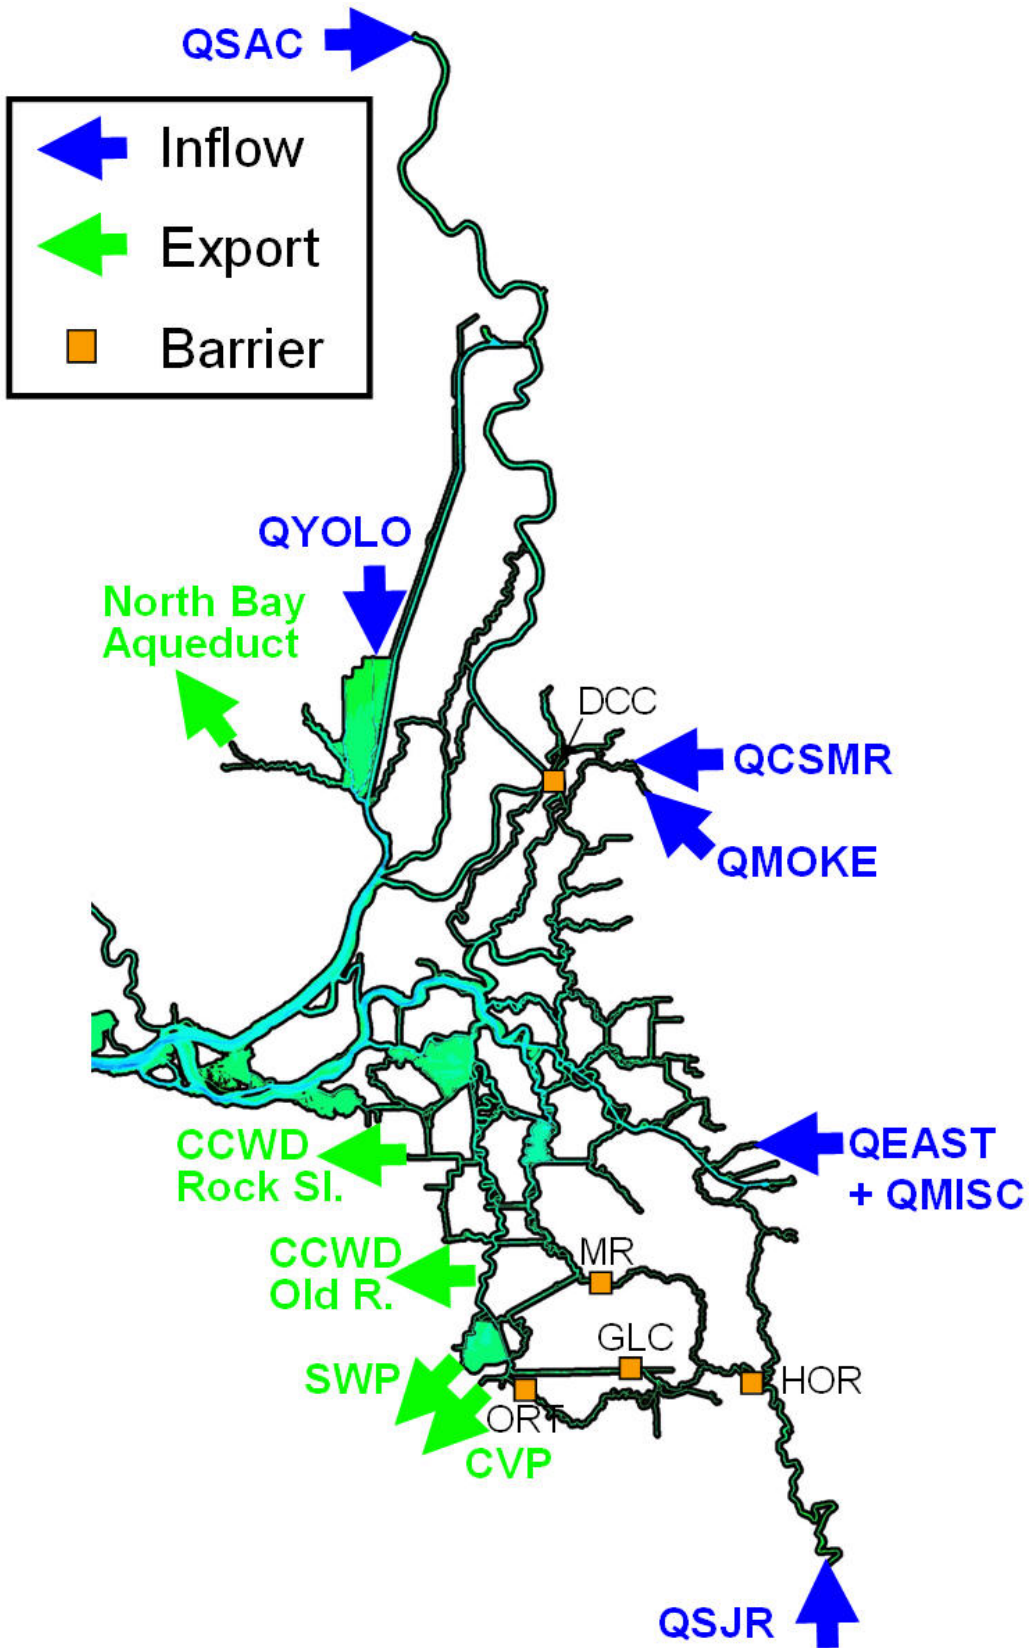 QSAC
Inflow
Export
Barrier
QYOLO
North Bay
Aqueduct
DCC
QCSMR
QMOKE
CCWD
Rock Sl.
QEAST
+ QMISC
CCWD
Old R.
MR
GLC
SWP
HOR
ORT
CVP
QSJR